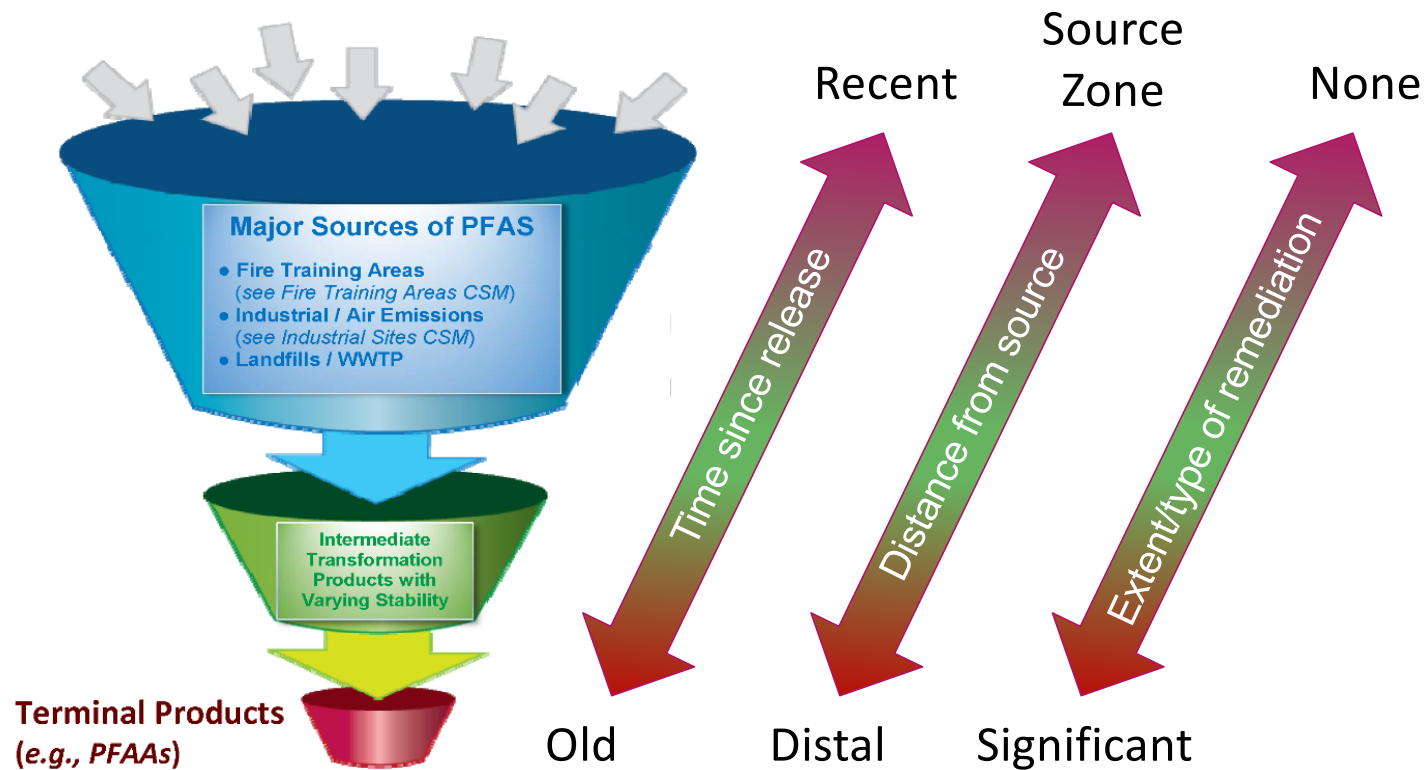 Major Sources of PFAS
● Fire Training Areas
(see Fire Training Areas CSM)
● Industrial / Air Emissions
(see Industrial Sites CSM)
● Landfills / WWTP
Intermediate
Transformation
Products with
Varying Stability
Terminal Products
(e.g., PFAAs)
Recent
Time since release
Old
Source
Zone
Distance from source
Distal
None
Extent/type of remediation
Significant